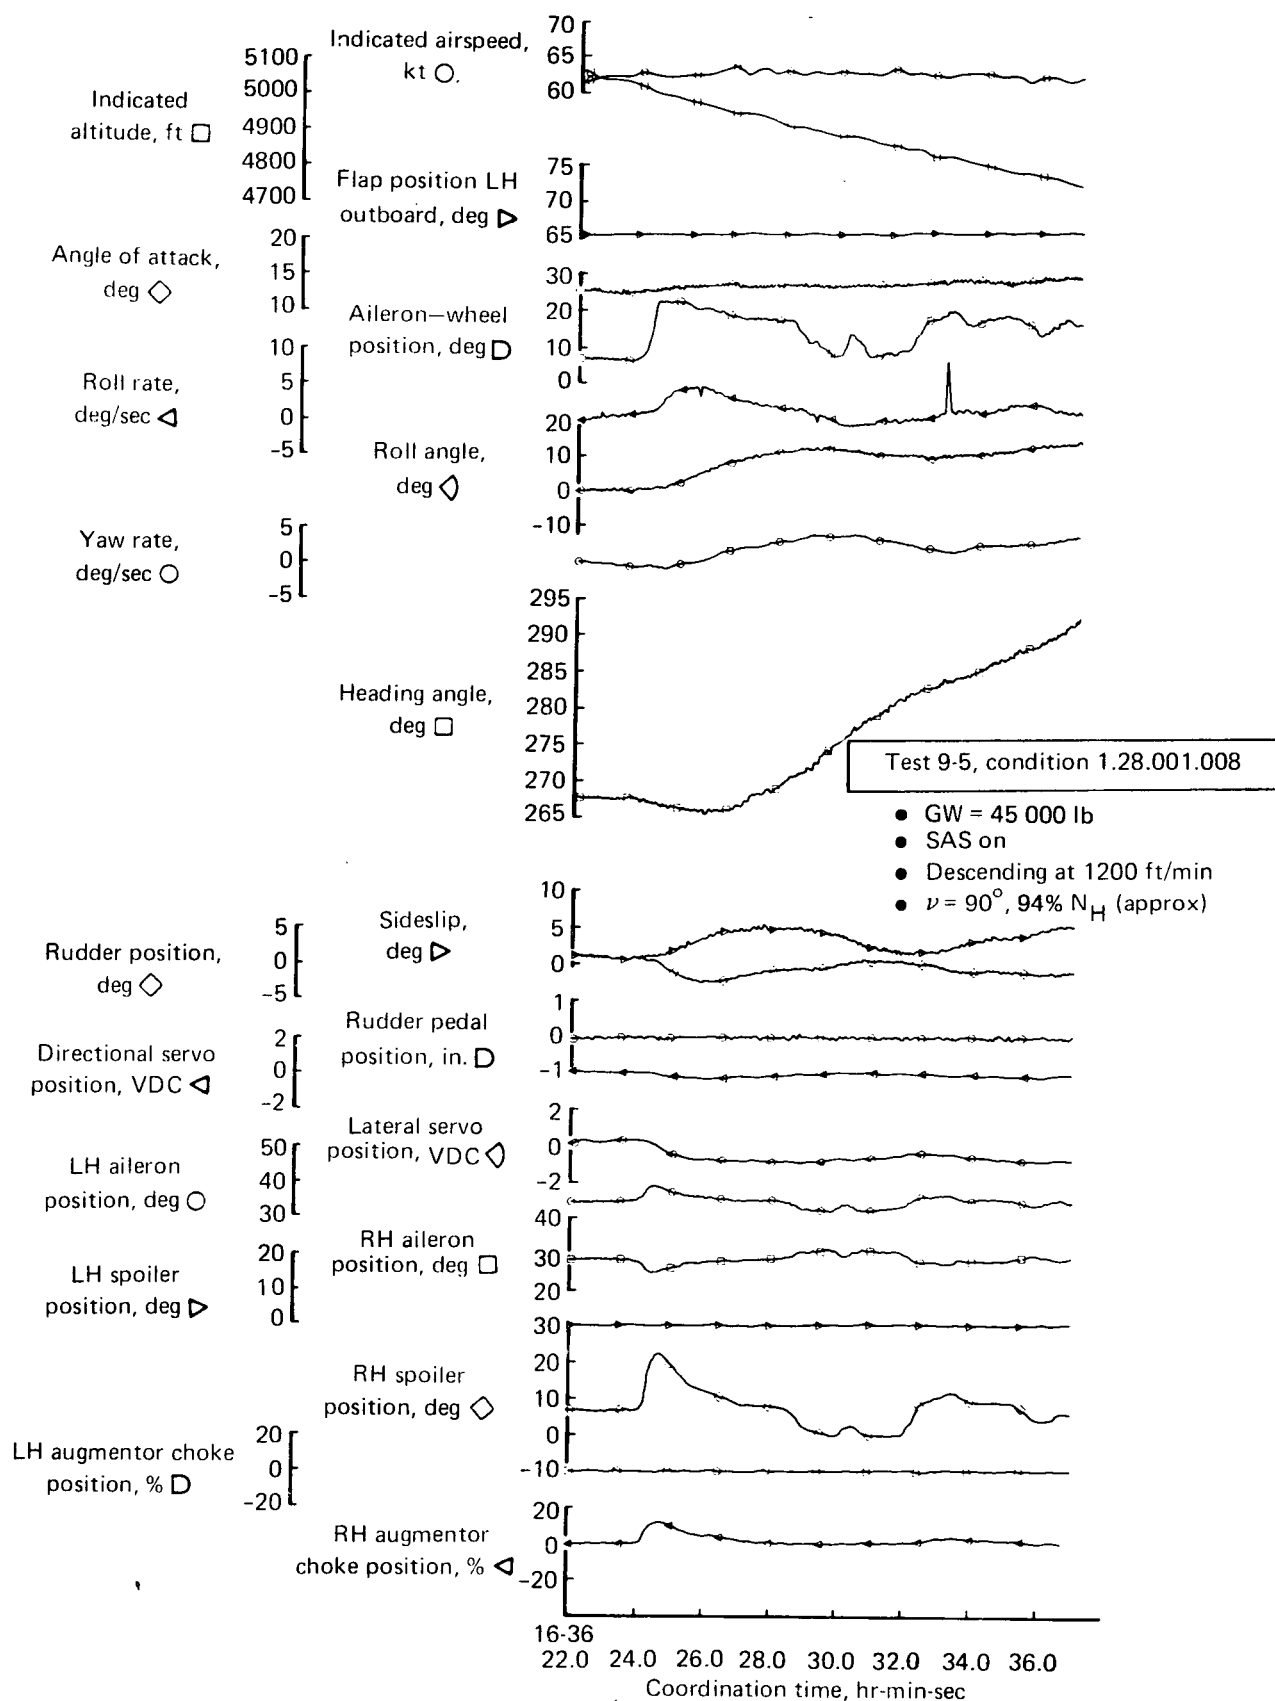 Indicated airspeed,
kt
70
65
60
Indicated
altitude, ft
5100
5000
4900
4800
4700
Flap position LH
outboard, deg
75
70
65
Angle of attack,
deg
20
15
10
Aileron—wheel
position, deg
30
20
10
0
Roll rate,
deg/sec
10
5
0
-5
Roll angle,
deg
20
10
0
-10
Yaw rate,
deg/sec
5
0
-5
Heading angle,
deg
295
290
285
280
275
270
265
Test 9-5, condition 1.28.001.008
● GW = 45 000 lb
● SAS on
● Descending at 1200 ft/min
● ν = 90°, 94% N_H (approx)
Sideslip,
deg
10
5
0
Rudder position,
deg
5
0
-5
Rudder pedal
position, in.
1
0
-1
Directional servo
position, VDC
2
0
-2
Lateral servo
position, VDC
2
0
-2
LH aileron
position, deg
50
40
30
RH aileron
position, deg
40
30
20
LH spoiler
position, deg
20
10
0
RH spoiler
position, deg
30
20
10
0
-10
LH augmentor choke
position, %
20
0
-20
RH augmentor
choke position, %
20
0
-20
16-36
22.0 24.0 26.0 28.0 30.0 32.0 34.0 36.0
Coordination time, hr-min-sec